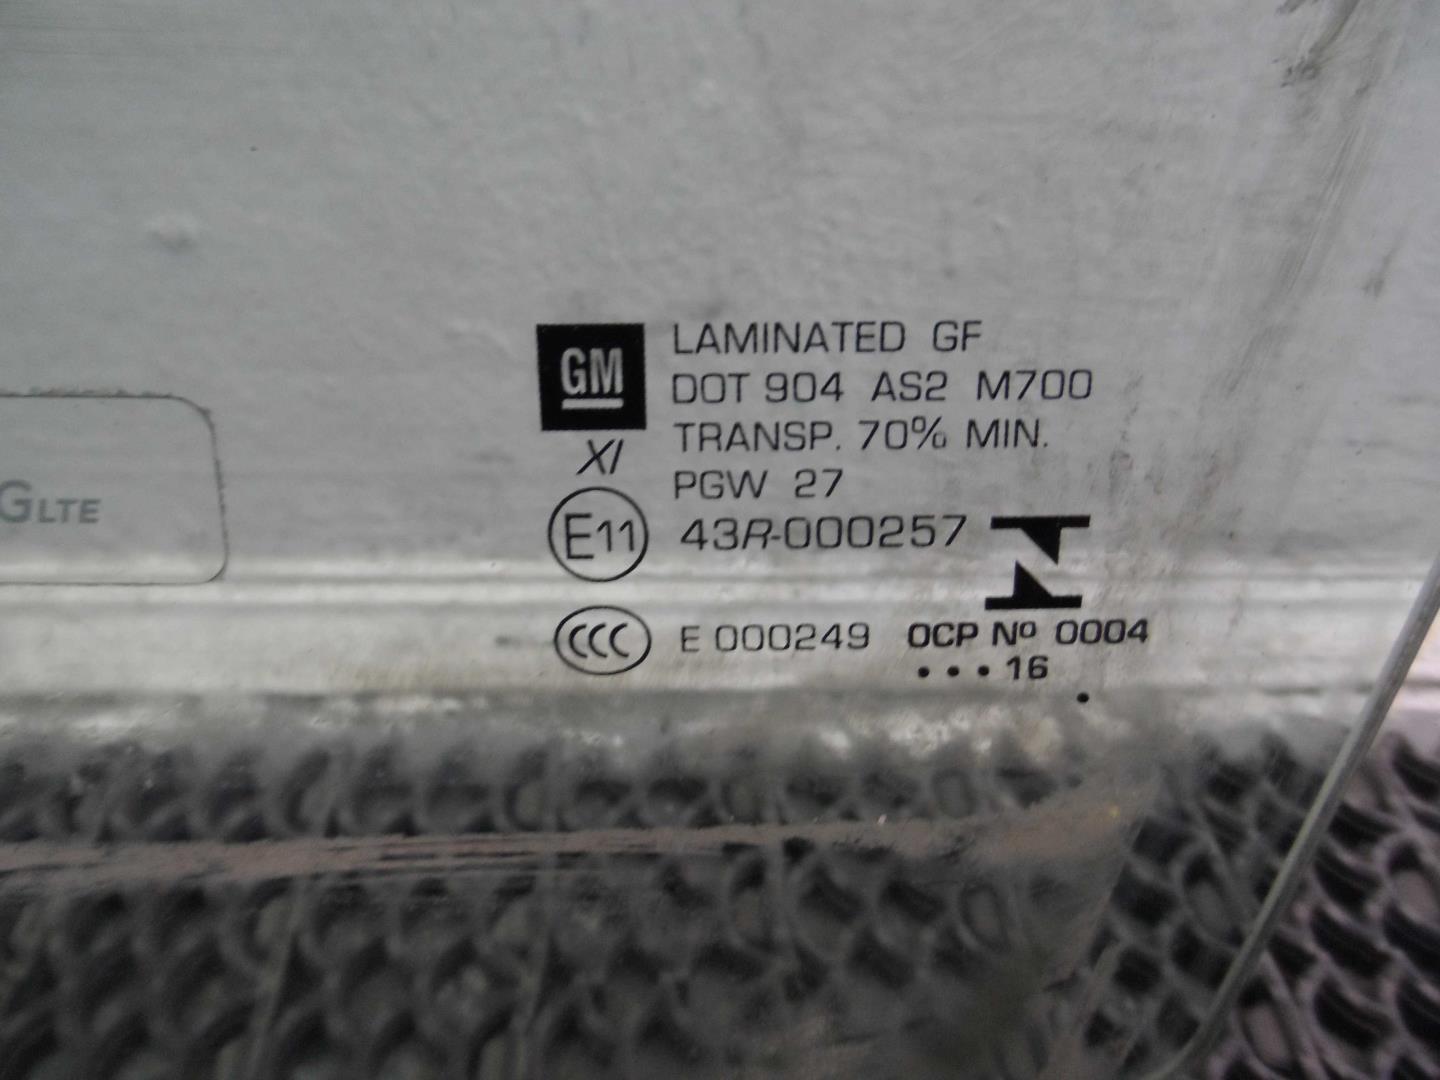 GM
LAMINATED GF
DOT 904 AS2 M700
TRANSP. 70% MIN.
XI
PGW 27
E11 43R-000257
CCC E 000249 OCP Nº 0004
•••16
•
GLTE